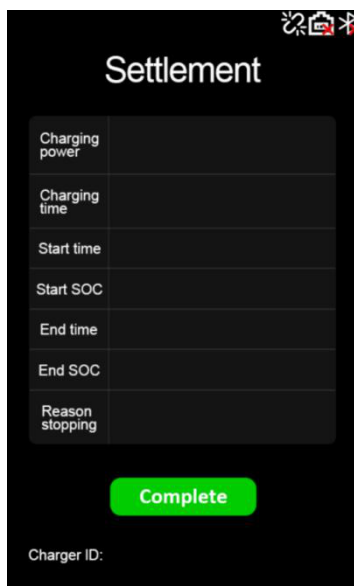 Settlement
Charging
power
Charging
time
Start time
Start SOC
End time
End SOC
Reason
stopping
Complete
Charger ID: